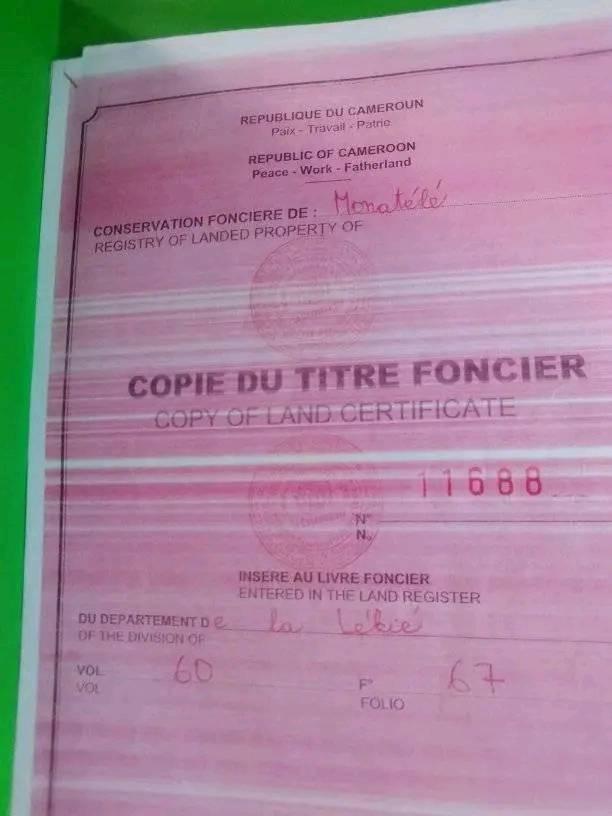 REPUBLIQUE DU CAMEROUN
Paix - Travail - Patrie
REPUBLIC OF CAMEROON
Peace - Work - Fatherland
CONSERVATION FONCIERE DE : Monatélé
REGISTRY OF LANDED PROPERTY OF
COPIE DU TITRE FONCIER
COPY OF LAND CERTIFICATE
11688
N°
No
INSERE AU LIVRE FONCIER
ENTERED IN THE LAND REGISTER
DU DEPARTEMENT De la Lékié
OF THE DIVISION OF
VOL 60
VOL
F° 67
FOLIO